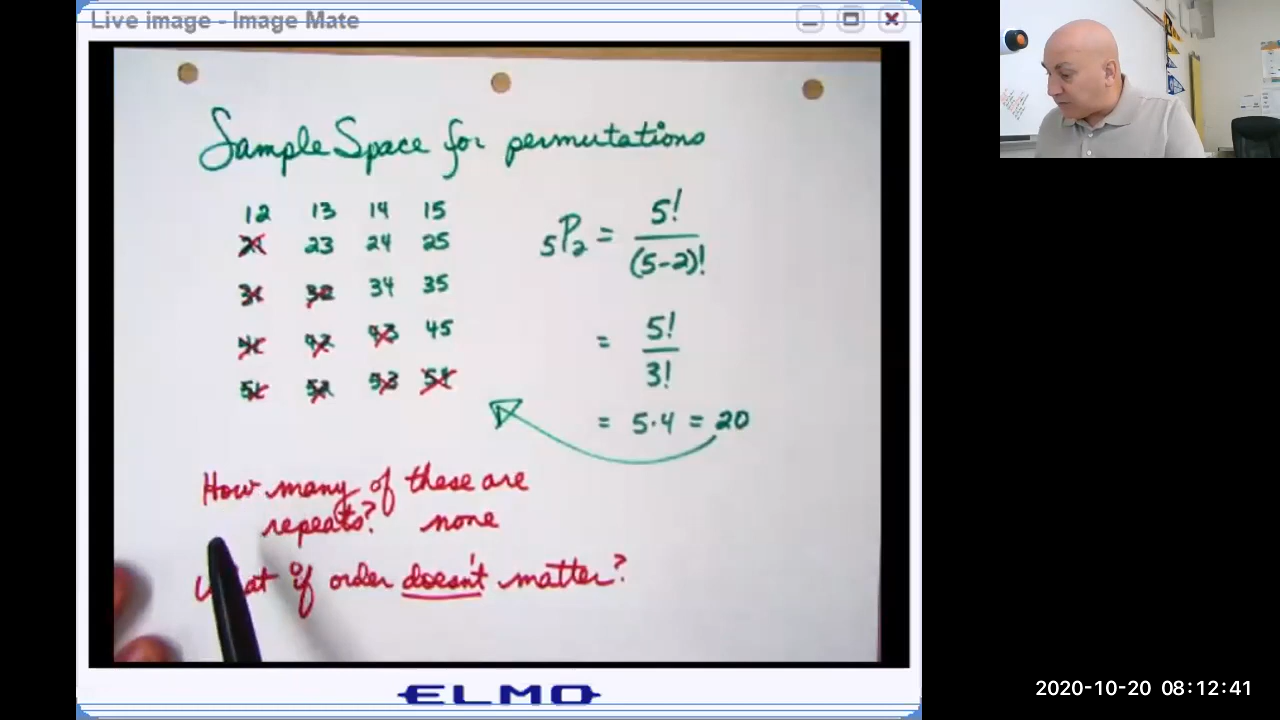 Live image - Image Mate
Sample Space for permutations
12 13 14 15
21 23 24 25
31 32 34 35
41 42 43 45
51 52 53 54
5P2 = 5!/(5-2)!
= 5!/3!
= 5·4 = 20
How many of these are
repeats? none
What if order doesn't matter?
ELMO
2020-10-20 08:12:41